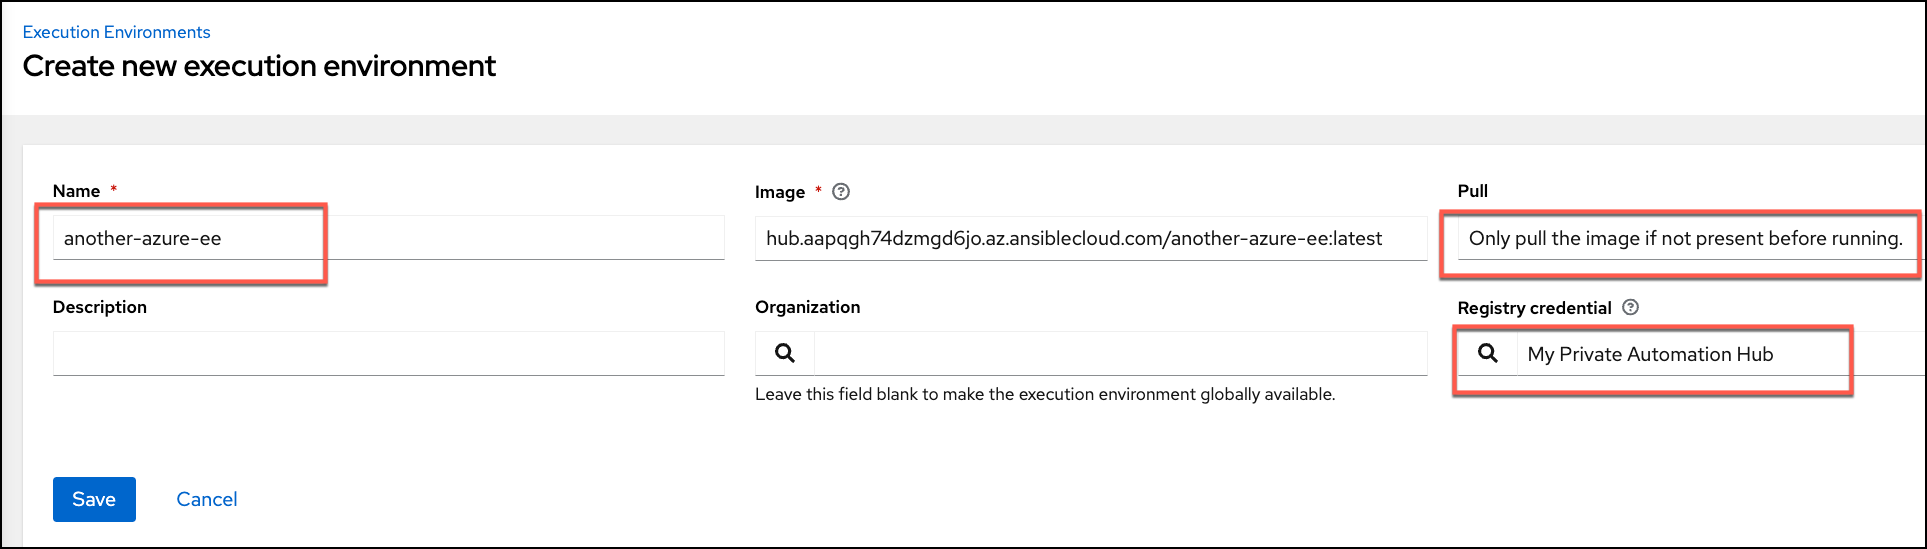 Execution Environments
Create new execution environment
Name *
another-azure-ee
Image *
hub.aapqgh74dzmgd6jo.az.ansiblecloud.com/another-azure-ee:latest
Pull
Only pull the image if not present before running.
Description
Organization
Leave this field blank to make the execution environment globally available.
Registry credential
My Private Automation Hub
Save
Cancel